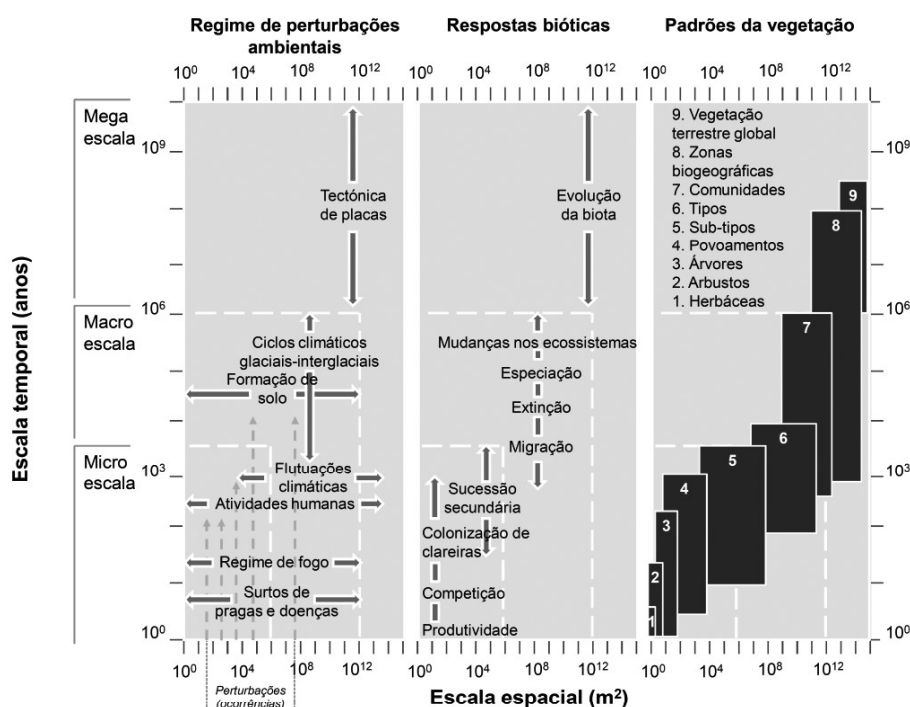 Regime de perturbações
ambientais
Respostas bióticas
Padrões da vegetação
10⁰ 10⁴ 10⁸ 10¹²
10⁰ 10⁴ 10⁸ 10¹²
10⁰ 10⁴ 10⁸ 10¹²
Escala temporal (anos)
Mega
escala
Macro
escala
Micro
escala
10⁹
10⁶
10³
10⁰
Tectónica
de placas
Ciclos climáticos
glaciais-interglaciais
Formação de
solo
Flutuações
climáticas
Atividades humanas
Regime de fogo
Surtos de
pragas e doenças
Evolução
da biota
Mudanças nos ecossistemas
Especiação
Extinção
Migração
Sucessão
secundária
Colonização de
clareiras
Competição
Produtividade
9. Vegetação
terrestre global
8. Zonas
biogeográficas
7. Comunidades
6. Tipos
5. Sub-tipos
4. Povoamentos
3. Árvores
2. Arbustos
1. Herbáceas
9
8
7
6
5
4
3
2
1
10⁹
10⁶
10³
10⁰
10⁰ 10⁴ 10⁸ 10¹²
10⁰ 10⁴ 10⁸ 10¹²
10⁰ 10⁴ 10⁸ 10¹²
Perturbações
(ocorrências)
Escala espacial (m²)